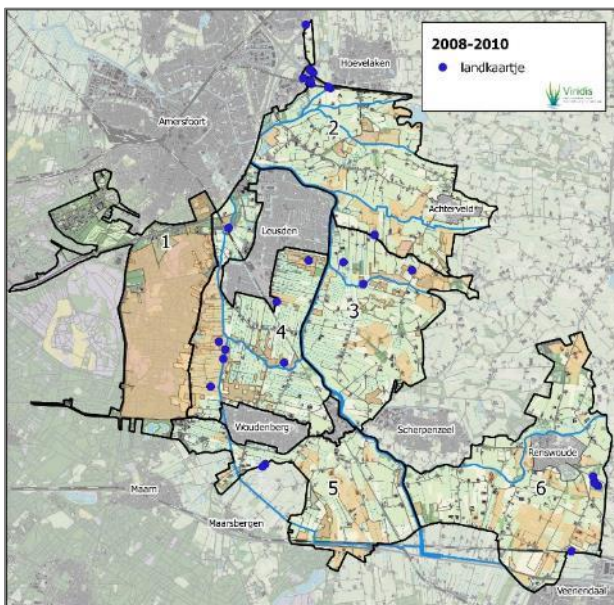 2008-2010
landkaartje
Viridis
Hoevelaken
Amersfoort
2
Achterveld
1
Leusden
3
4
Woudenberg
Scherpenzeel
Renswoude
Maarn
5
6
Maarsbergen
Veenendaal